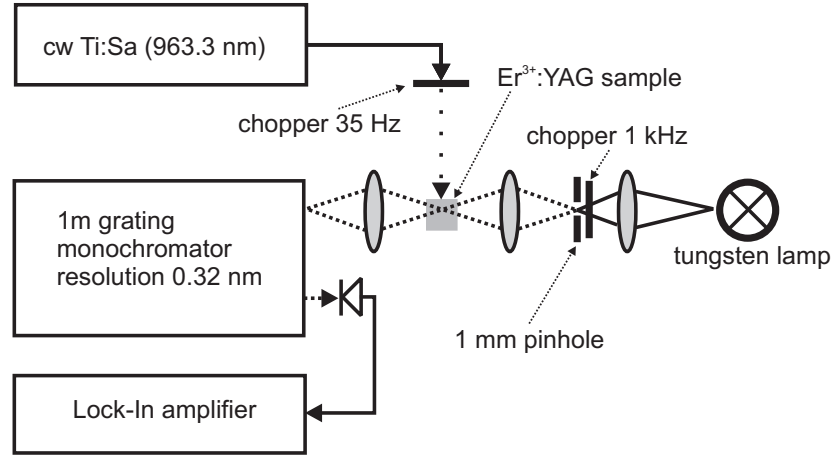 cw Ti:Sa (963.3 nm)
Er³⁺:YAG sample
chopper 35 Hz
chopper 1 kHz
1m grating
monochromator
resolution 0.32 nm
tungsten lamp
1 mm pinhole
Lock-In amplifier